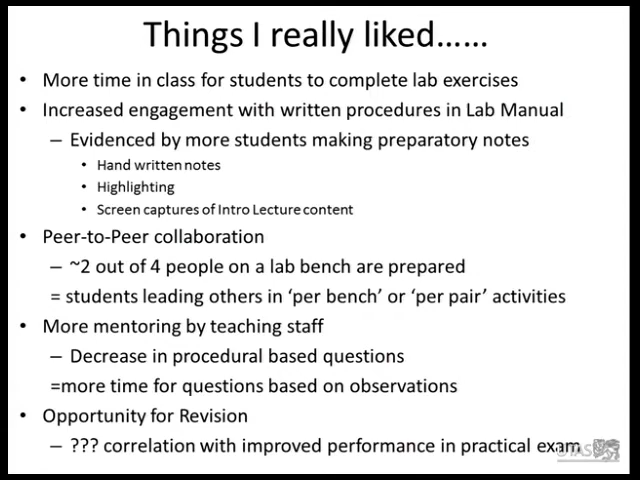 Things I really liked……
• More time in class for students to complete lab exercises
• Increased engagement with written procedures in Lab Manual
– Evidenced by more students making preparatory notes
• Hand written notes
• Highlighting
• Screen captures of Intro Lecture content
• Peer-to-Peer collaboration
– ~2 out of 4 people on a lab bench are prepared
= students leading others in ‘per bench’ or ‘per pair’ activities
• More mentoring by teaching staff
– Decrease in procedural based questions
=more time for questions based on observations
• Opportunity for Revision
– ??? correlation with improved performance in practical exam
UTAS